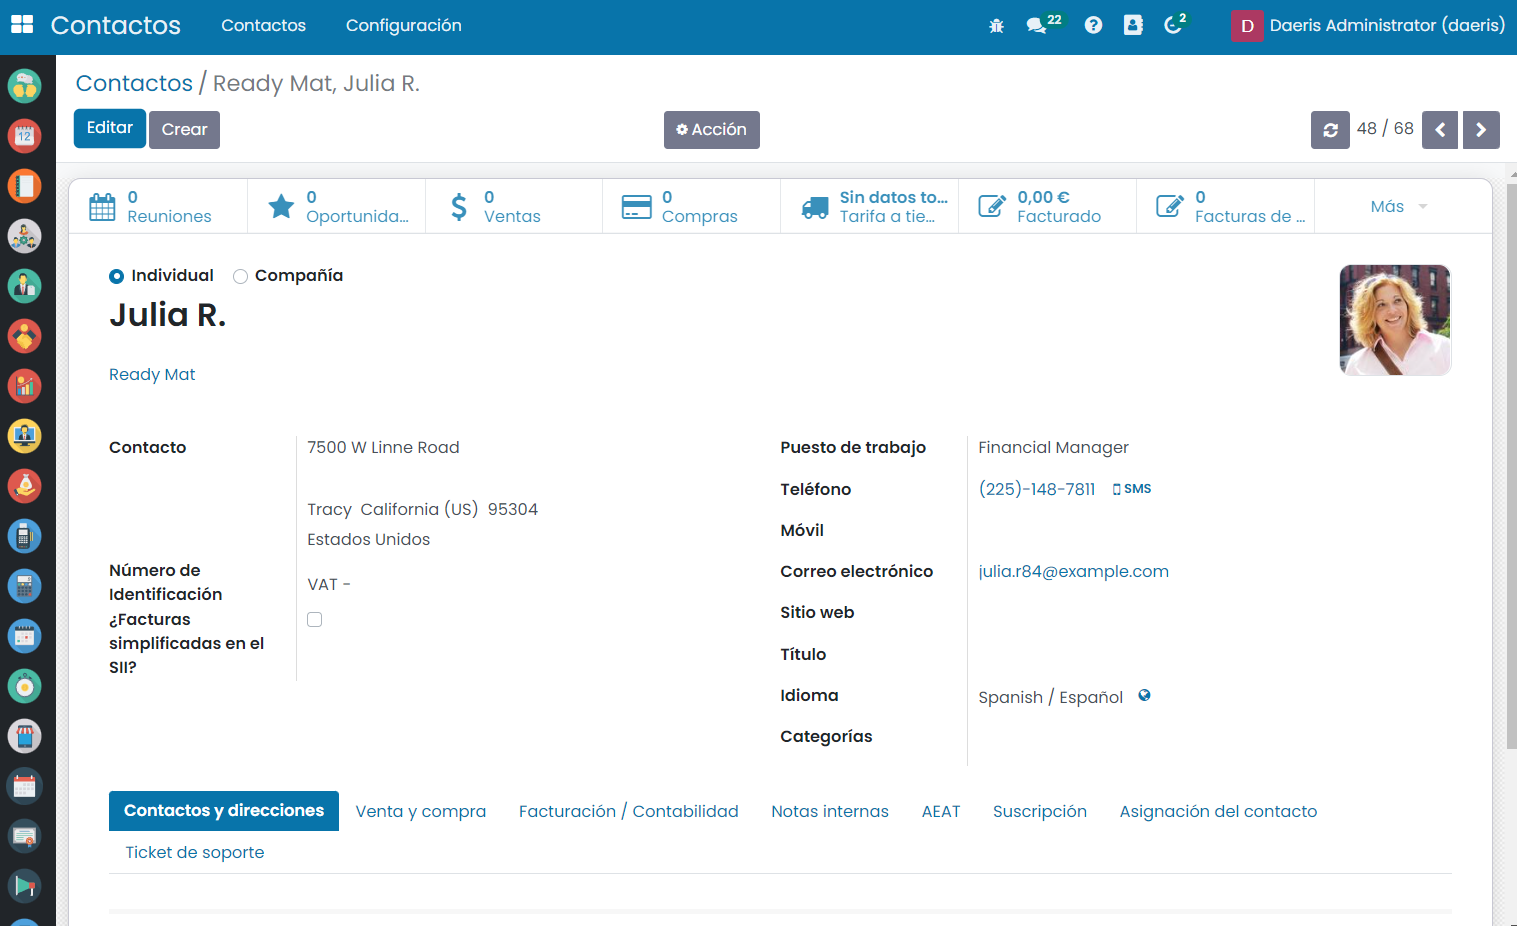 Contactos Contactos Configuración 22 2 D Daeris Administrator (daeris)
Contactos / Ready Mat, Julia R.
Editar Crear Acción 48 / 68
0 Reuniones
0 Oportunida...
0 Ventas
0 Compras
Sin datos to... Tarifa a tie...
0,00 € Facturado
0 Facturas de ...
Más
Individual Compañía
Julia R.
Ready Mat
Contacto 7500 W Linne Road
Tracy California (US) 95304
Estados Unidos
Número de
Identificación VAT -
¿Facturas
simplificadas en el
SII?
Puesto de trabajo Financial Manager
Teléfono (225)-148-7811 SMS
Móvil
Correo electrónico julia.r84@example.com
Sitio web
Título
Idioma Spanish / Español
Categorías
Contactos y direcciones Venta y compra Facturación / Contabilidad Notas internas AEAT Suscripción Asignación del contacto
Ticket de soporte
12